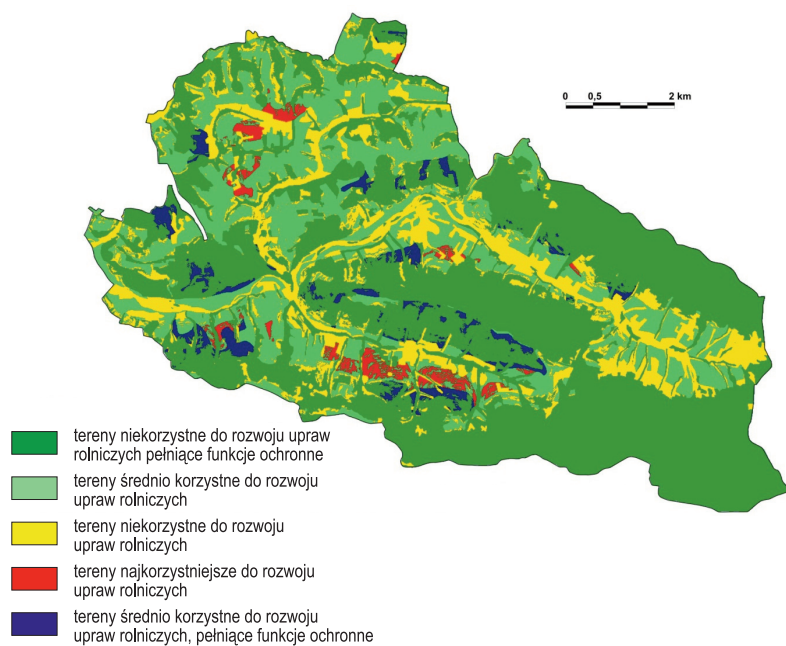 0 0,5 2 km
tereny niekorzystne do rozwoju upraw
rolniczych pełniące funkcje ochronne
tereny średnio korzystne do rozwoju
upraw rolniczych
tereny niekorzystne do rozwoju
upraw rolniczych
tereny najkorzystniejsze do rozwoju
upraw rolniczych
tereny średnio korzystne do rozwoju
upraw rolniczych, pełniące funkcje ochronne